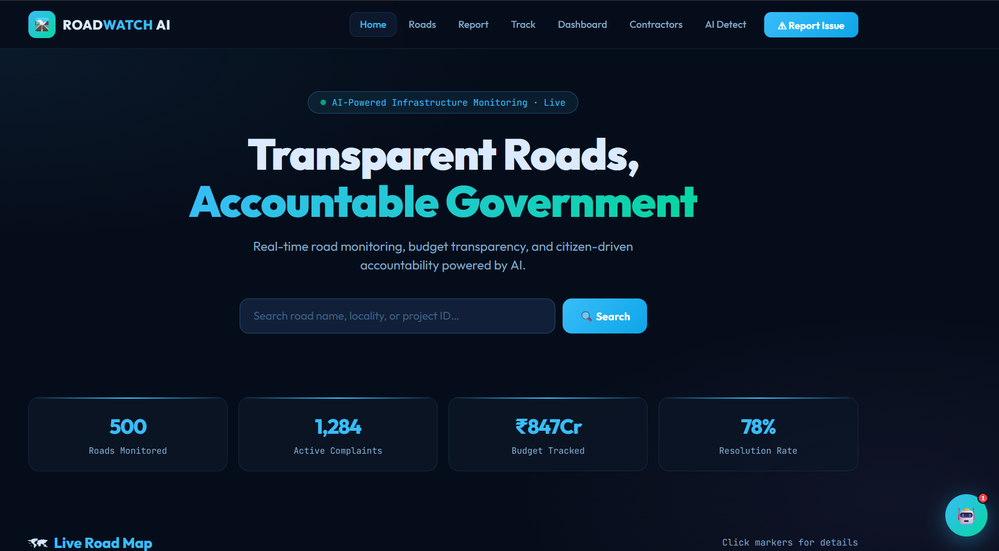 ROADWATCH AI
Home
Roads
Report
Track
Dashboard
Contractors
AI Detect
⚠ Report Issue
AI-Powered Infrastructure Monitoring · Live
Transparent Roads,
Accountable Government
Real-time road monitoring, budget transparency, and citizen-driven
accountability powered by AI.
Search road name, locality, or project ID...
Search
500
Roads Monitored
1,284
Active Complaints
₹847Cr
Budget Tracked
78%
Resolution Rate
1
Live Road Map
Click markers for details